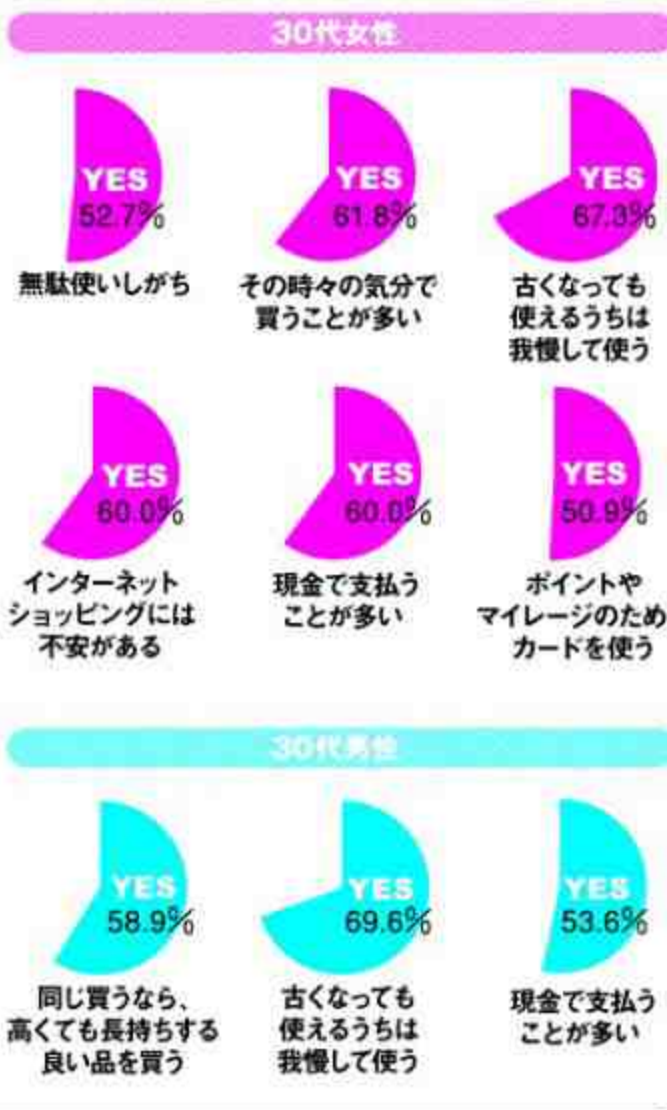 30代女性
YES
52.7%
無駄使いしがち
YES
61.8%
その時々の気分で
買うことが多い
YES
67.3%
古くなっても
使えるうちは
我慢して使う
YES
60.0%
インターネット
ショッピングには
不安がある
YES
60.0%
現金で支払う
ことが多い
YES
50.9%
ポイントや
マイレージのため
カードを使う
30代男性
YES
58.9%
同じ買うなら、
高くても長持ちする
良い品を買う
YES
69.6%
古くなっても
使えるうちは
我慢して使う
YES
53.6%
現金で支払う
ことが多い